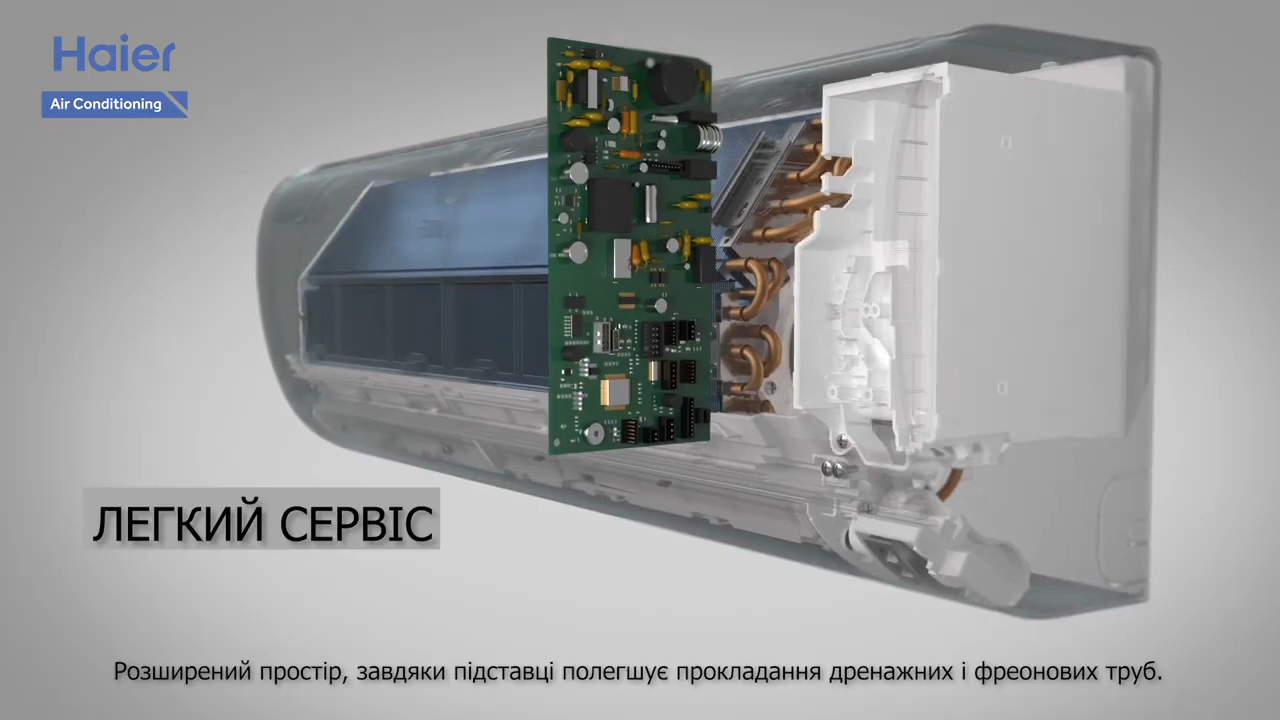 Haier
Air Conditioning
ЛЕГКИЙ СЕРВІС
Розширений простір, завдяки підставці полегшує прокладання дренажних і фреонових труб.